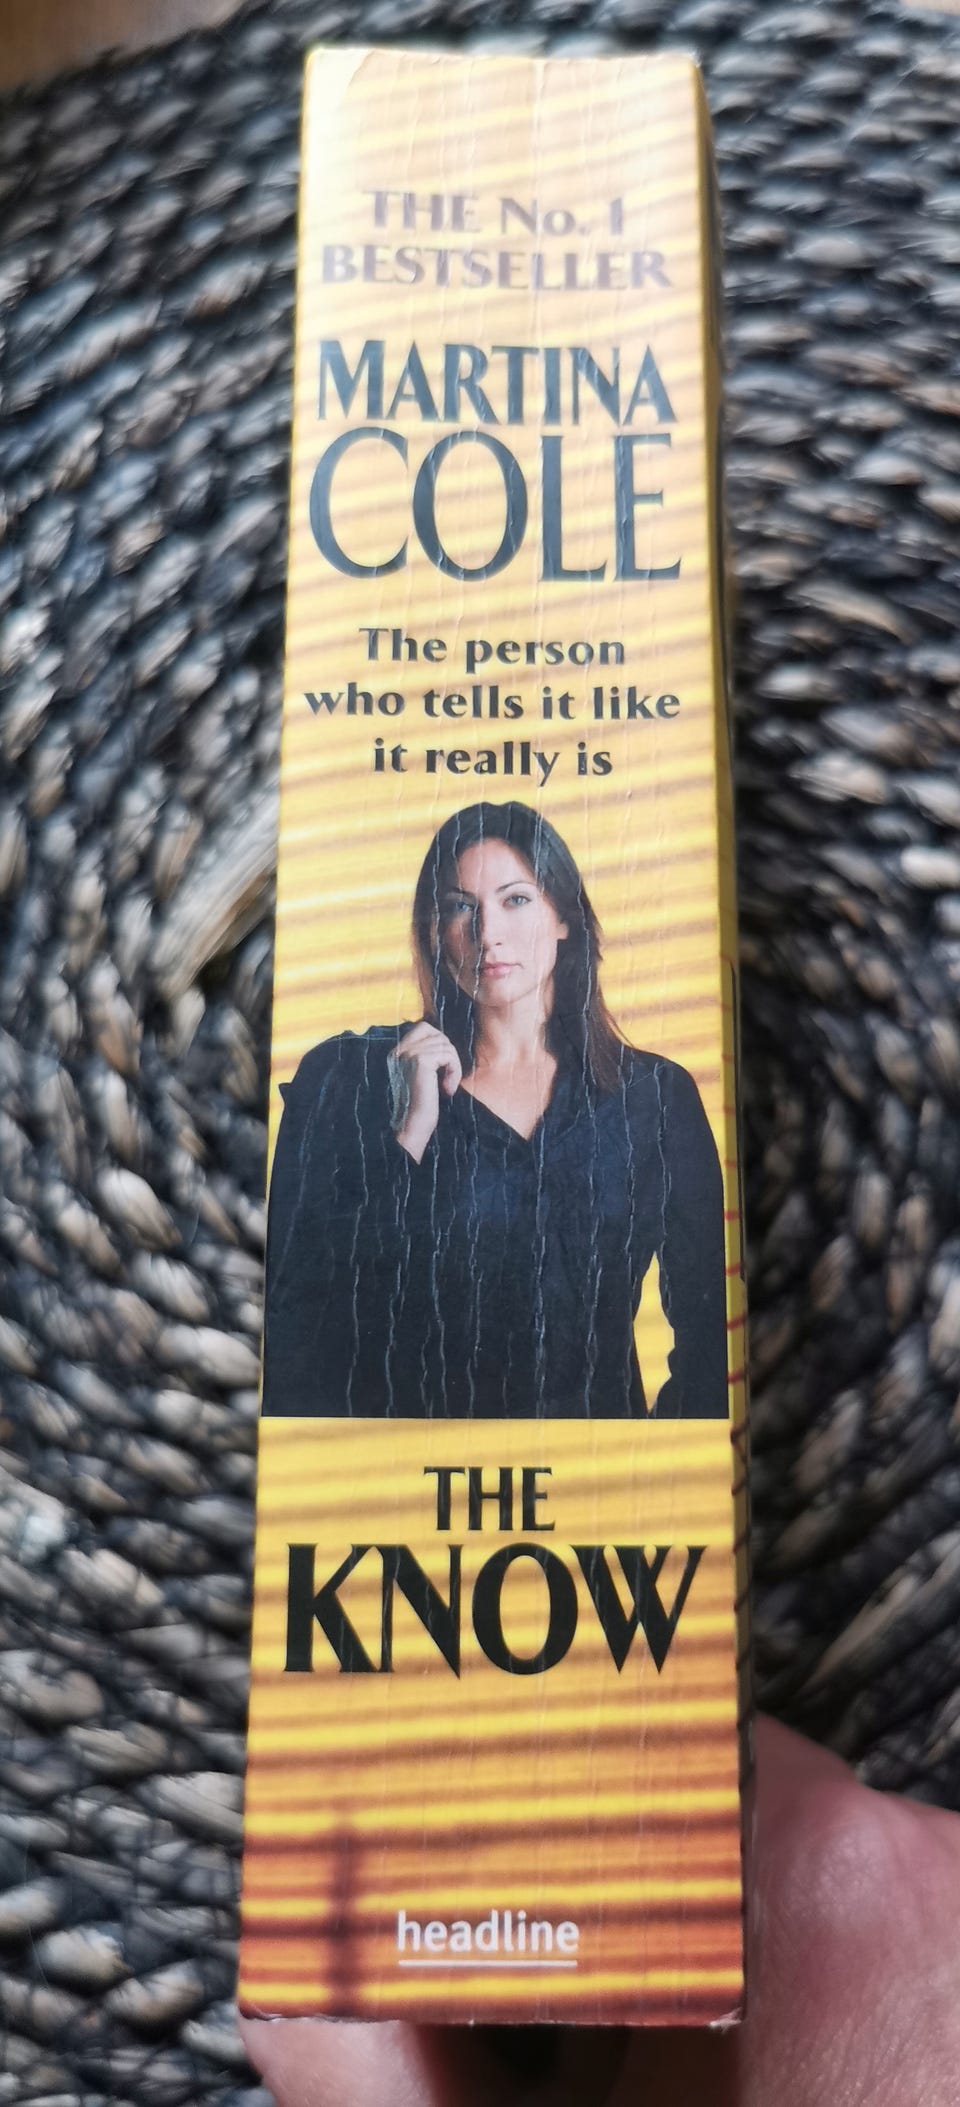 THE No. 1
BESTSELLER
MARTINA
COLE
The person
who tells it like
it really is
THE
KNOW
headline